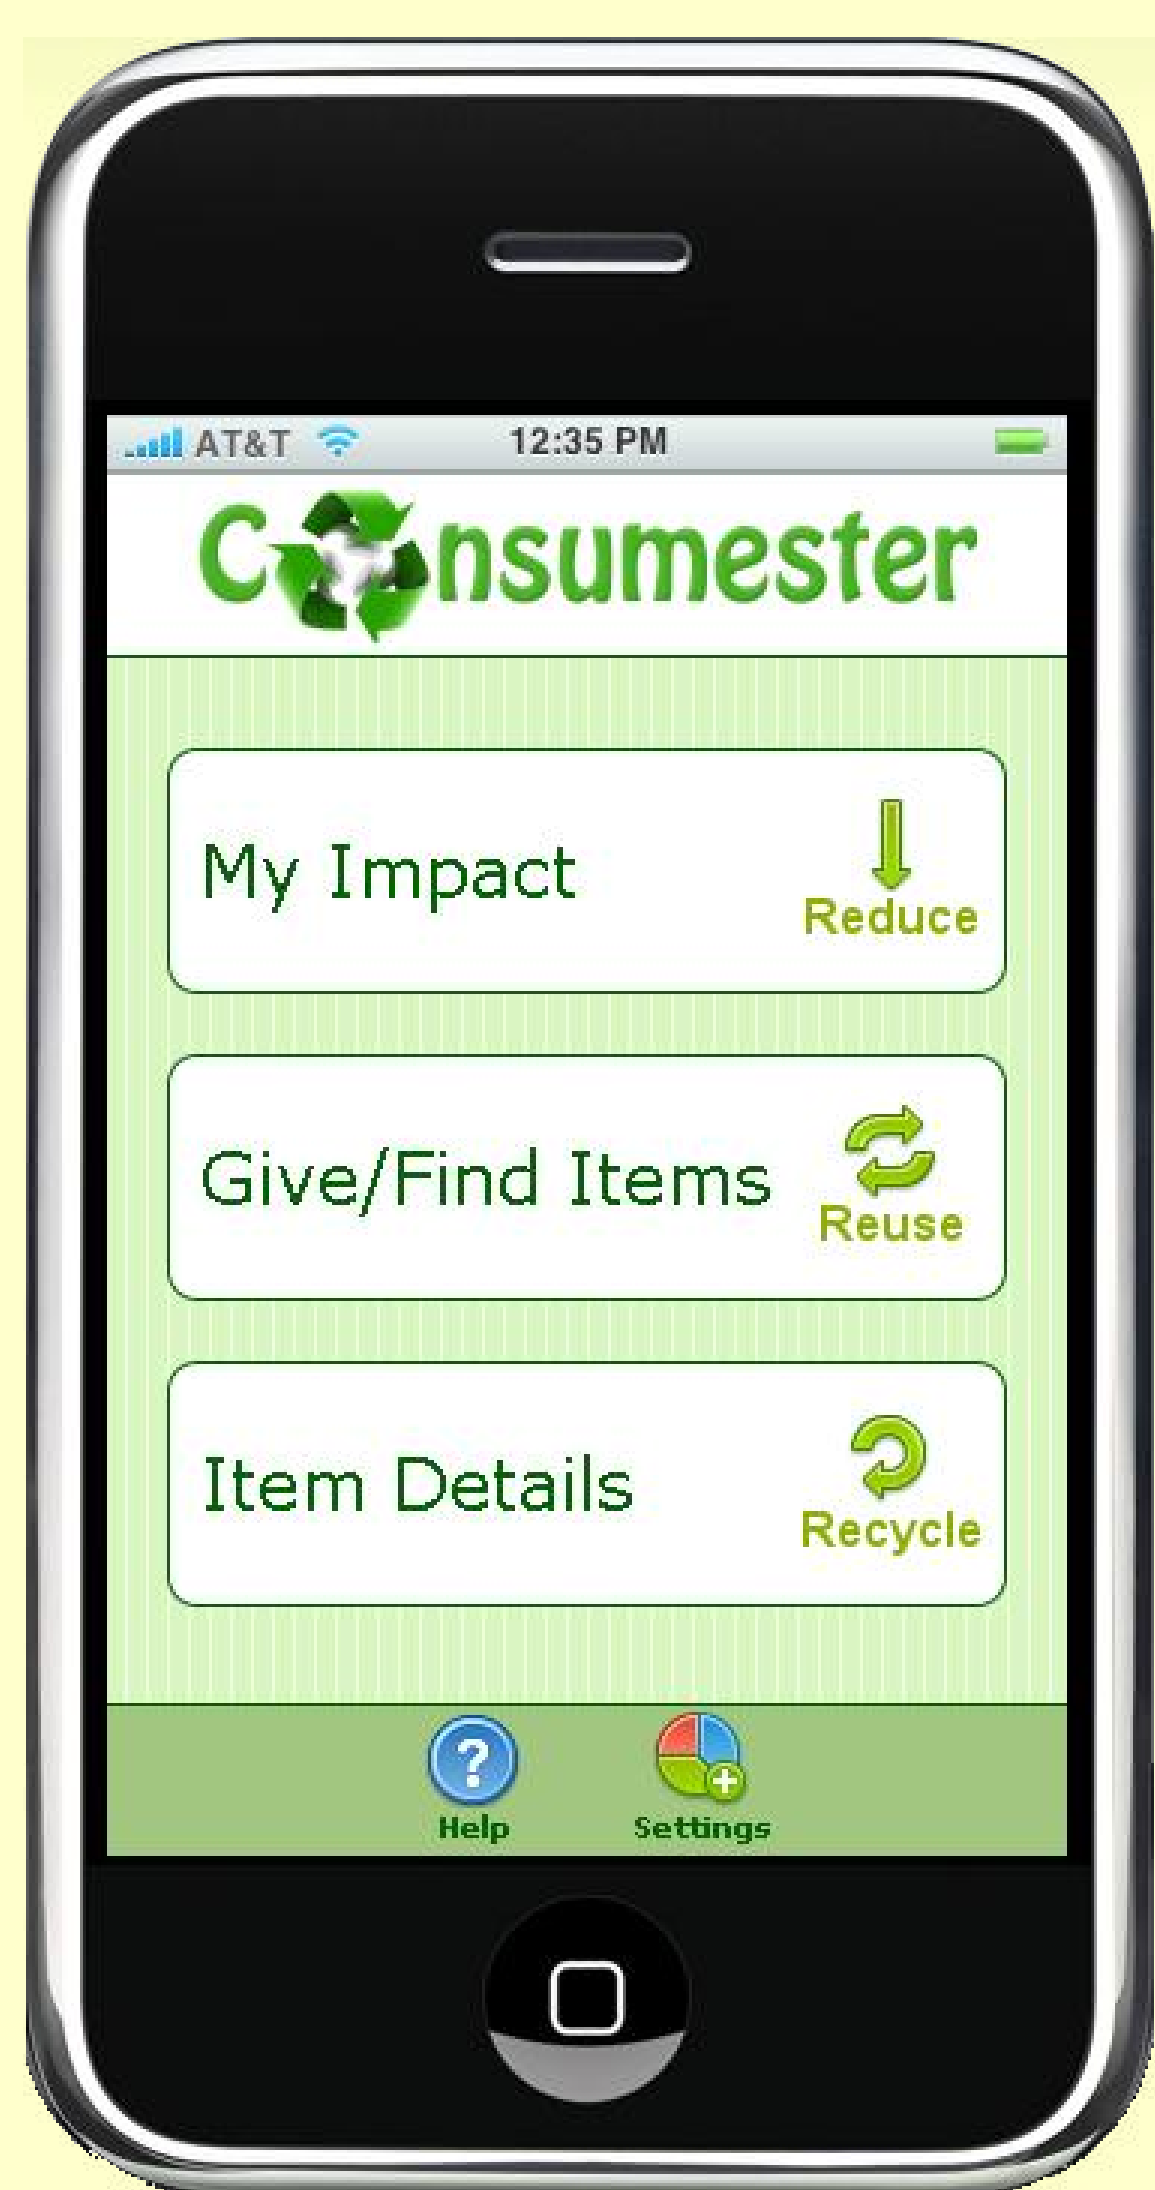 AT&T 12:35 PM
Consumester
My Impact
Reduce
Give/Find Items
Reuse
Item Details
Recycle
?
Help Settings